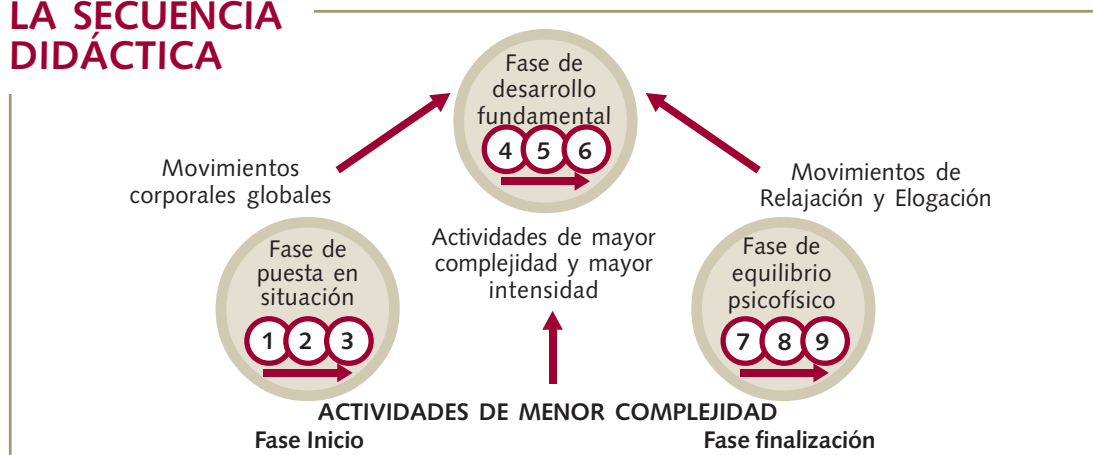 LA SECUENCIA
DIDÁCTICA
Fase de
desarrollo
fundamental
4 5 6
Movimientos
corporales globales
Movimientos de
Relajación y Elogación
Fase de
puesta en
situación
1 2 3
Actividades de mayor
complejidad y mayor
intensidad
Fase de
equilibrio
psicofísico
7 8 9
ACTIVIDADES DE MENOR COMPLEJIDAD
Fase Inicio
Fase finalización